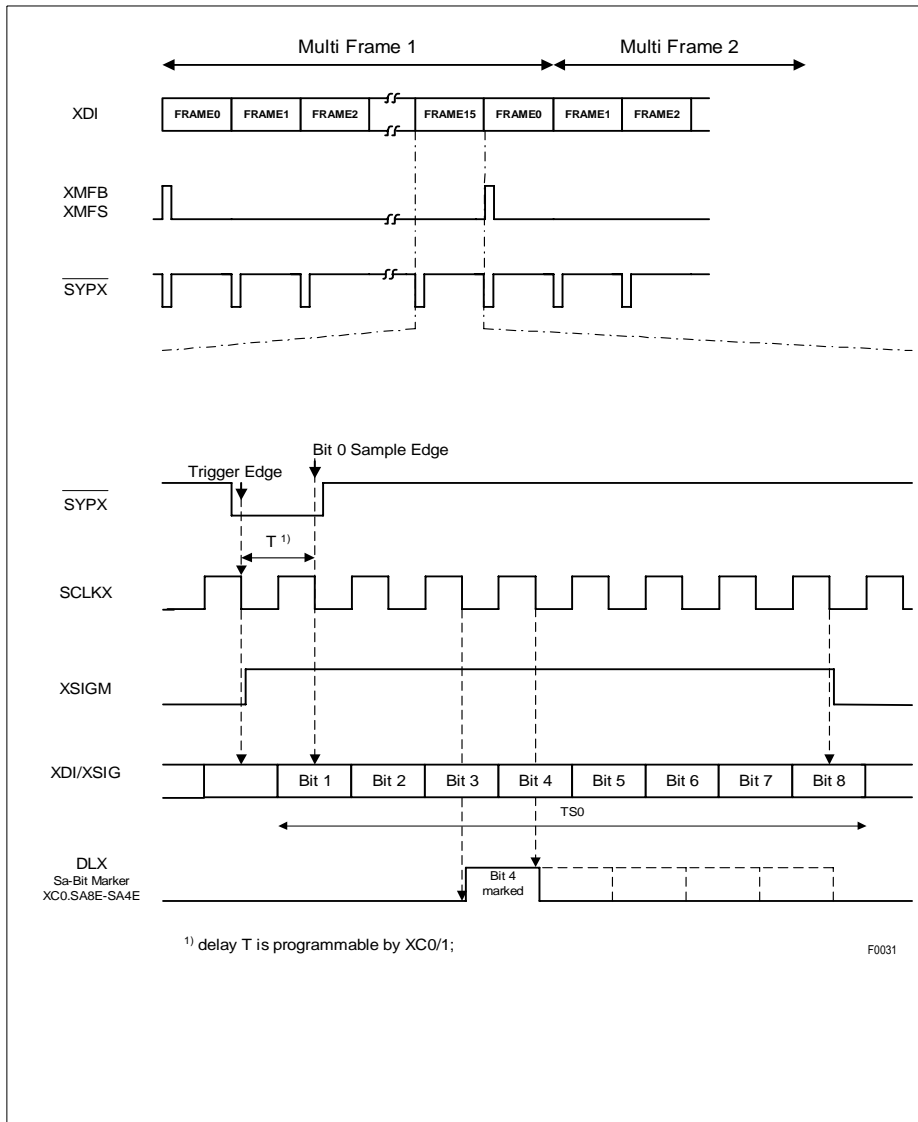 Multi Frame 1 Multi Frame 2
XDI FRAME0 FRAME1 FRAME2 FRAME15 FRAME0 FRAME1 FRAME2
XMFB
XMFS
SYPX
Bit 0 Sample Edge
Trigger Edge
SYPX
T 1)
SCLKX
XSIGM
XDI/XSIG Bit 1 Bit 2 Bit 3 Bit 4 Bit 5 Bit 6 Bit 7 Bit 8
TS0
DLX
Sa-Bit Marker
XC0.SA8E-SA4E
Bit 4
marked
1) delay T is programmable by XC0/1;
F0031